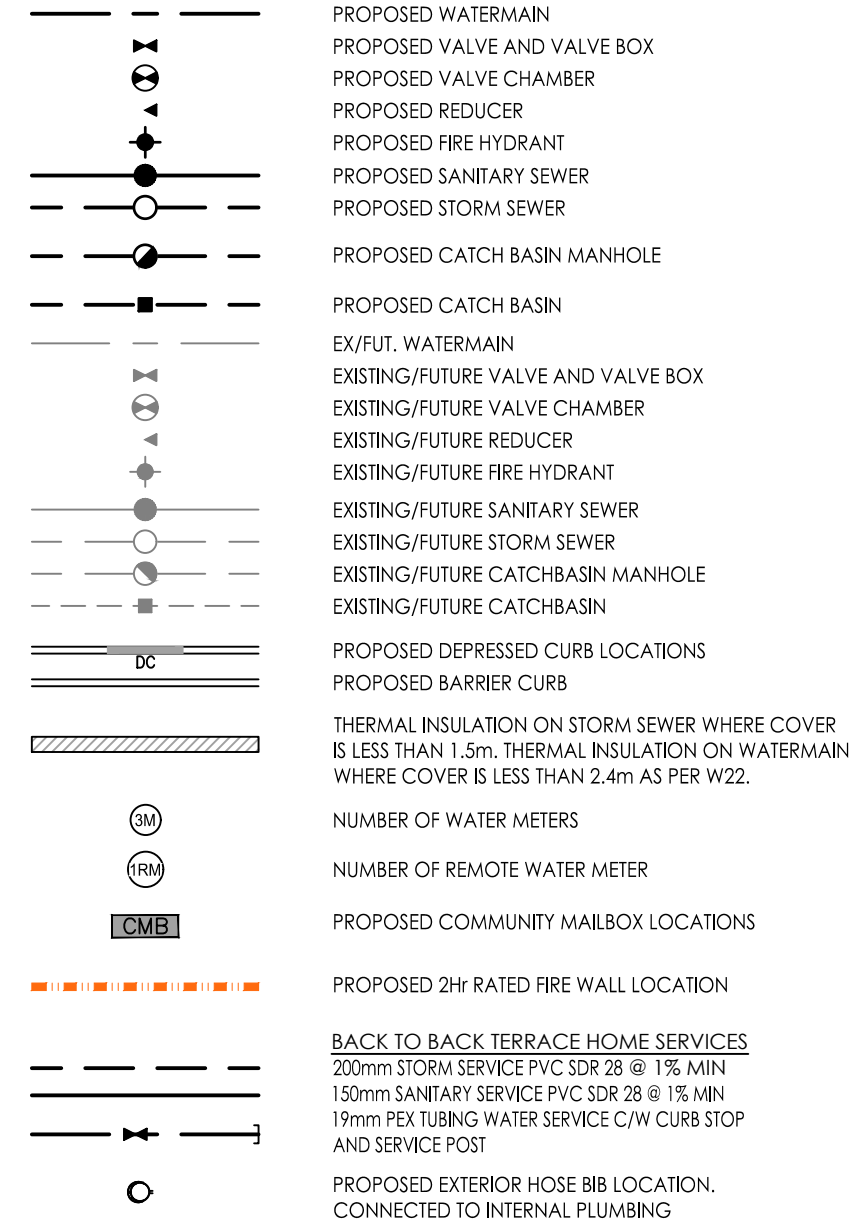 PROPOSED WATERMAIN
PROPOSED VALVE AND VALVE BOX
PROPOSED VALVE CHAMBER
PROPOSED REDUCER
PROPOSED FIRE HYDRANT
PROPOSED SANITARY SEWER
PROPOSED STORM SEWER
PROPOSED CATCH BASIN MANHOLE
PROPOSED CATCH BASIN
EX/FUT. WATERMAIN
EXISTING/FUTURE VALVE AND VALVE BOX
EXISTING/FUTURE VALVE CHAMBER
EXISTING/FUTURE REDUCER
EXISTING/FUTURE FIRE HYDRANT
EXISTING/FUTURE SANITARY SEWER
EXISTING/FUTURE STORM SEWER
EXISTING/FUTURE CATCHBASIN MANHOLE
EXISTING/FUTURE CATCHBASIN
DC PROPOSED DEPRESSED CURB LOCATIONS
PROPOSED BARRIER CURB
THERMAL INSULATION ON STORM SEWER WHERE COVER
IS LESS THAN 1.5m. THERMAL INSULATION ON WATERMAIN
WHERE COVER IS LESS THAN 2.4m AS PER W22.
3M NUMBER OF WATER METERS
1RM NUMBER OF REMOTE WATER METER
CMB PROPOSED COMMUNITY MAILBOX LOCATIONS
PROPOSED 2Hr RATED FIRE WALL LOCATION
BACK TO BACK TERRACE HOME SERVICES
200mm STORM SERVICE PVC SDR 28 @ 1% MIN
150mm SANITARY SERVICE PVC SDR 28 @ 1% MIN
19mm PEX TUBING WATER SERVICE C/W CURB STOP
AND SERVICE POST
PROPOSED EXTERIOR HOSE BIB LOCATION.
CONNECTED TO INTERNAL PLUMBING